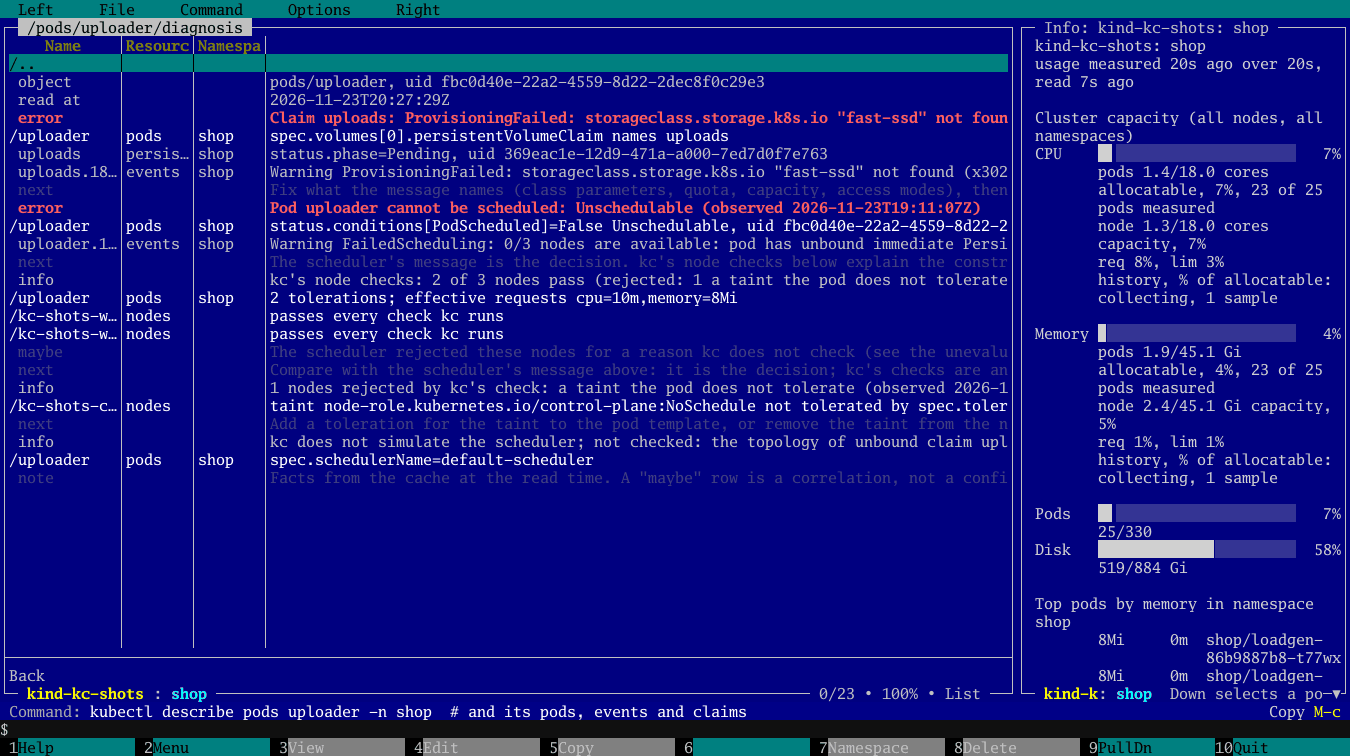 Left File Command Options Right
/pods/uploader/diagnosis
Name Resourc Namespa
/..
object pods/uploader, uid fbc0d40e-22a2-4559-8d22-2dec8f0c29e3
read at 2026-11-23T20:27:29Z
error Claim uploads: ProvisioningFailed: storageclass.storage.k8s.io "fast-ssd" not foun
/uploader pods shop spec.volumes[0].persistentVolumeClaim names uploads
uploads persis… shop status.phase=Pending, uid 369eac1e-12d9-471a-a000-7ed7d0f7e763
uploads.18… events shop Warning ProvisioningFailed: storageclass.storage.k8s.io "fast-ssd" not found (x302
next Fix what the message names (class parameters, quota, capacity, access modes), then
error Pod uploader cannot be scheduled: Unschedulable (observed 2026-11-23T19:11:07Z)
/uploader pods shop status.conditions[PodScheduled]=False Unschedulable, uid fbc0d40e-22a2-4559-8d22-2
uploader.1… events shop Warning FailedScheduling: 0/3 nodes are available: pod has unbound immediate Persi
next The scheduler's message is the decision. kc's node checks below explain the constr
info kc's node checks: 2 of 3 nodes pass (rejected: 1 a taint the pod does not tolerate
/uploader pods shop 2 tolerations; effective requests cpu=10m,memory=8Mi
/kc-shots-w… nodes passes every check kc runs
/kc-shots-w… nodes passes every check kc runs
maybe The scheduler rejected these nodes for a reason kc does not check (see the unevalu
next Compare with the scheduler's message above: it is the decision; kc's checks are an
info 1 nodes rejected by kc's check: a taint the pod does not tolerate (observed 2026-1
/kc-shots-c… nodes taint node-role.kubernetes.io/control-plane:NoSchedule not tolerated by spec.toler
next Add a toleration for the taint to the pod template, or remove the taint from the n
info kc does not simulate the scheduler; not checked: the topology of unbound claim upl
/uploader pods shop spec.schedulerName=default-scheduler
note Facts from the cache at the read time. A "maybe" row is a correlation, not a confi
Back
kind-kc-shots : shop 0/23 • 100% • List
Info: kind-kc-shots: shop
kind-kc-shots: shop
usage measured 20s ago over 20s,
read 7s ago
Cluster capacity (all nodes, all
namespaces)
CPU 7%
pods 1.4/18.0 cores
allocatable, 7%, 23 of 25
pods measured
node 1.3/18.0 cores
capacity, 7%
req 8%, lim 3%
history, % of allocatable:
collecting, 1 sample
Memory 4%
pods 1.9/45.1 Gi
allocatable, 4%, 23 of 25
pods measured
node 2.4/45.1 Gi capacity,
5%
req 1%, lim 1%
history, % of allocatable:
collecting, 1 sample
Pods 7%
25/330
Disk 58%
519/884 Gi
Top pods by memory in namespace
shop
8Mi 0m shop/loadgen-
86b9887b8-t77wx
8Mi 0m shop/loadgen-
kind-k: shop Down selects a po─▼
Command: kubectl describe pods uploader -n shop # and its pods, events and claims
Copy M-c
$
1Help 2Menu 3View 4Edit 5Copy 6 7Namespace 8Delete 9PullDn 10Quit